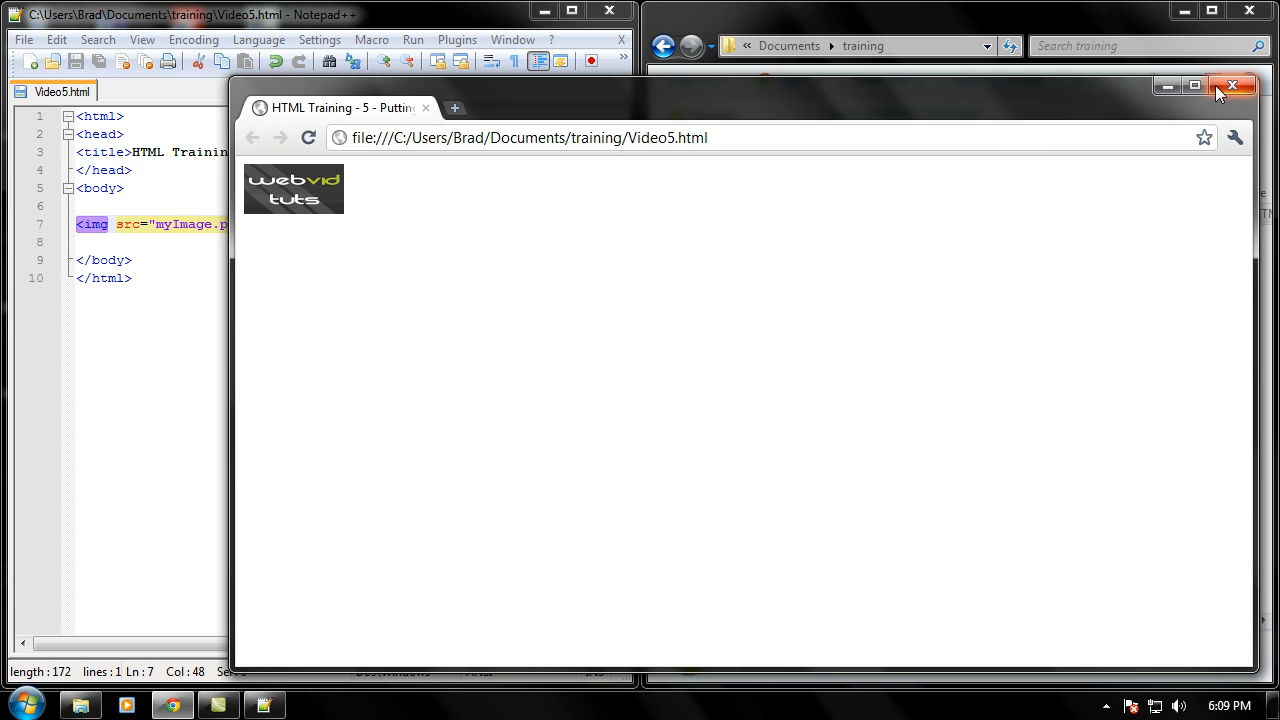 C:\Users\Brad\Documents\training\Video5.html - Notepad++
File Edit Search View Encoding Language Settings Macro Run Plugins Window ? X
Video5.html
1 <html>
2 <head>
3 <title>HTML Trainin
4 </head>
5 <body>
6
7 <img src="myImage.p
8
9 </body>
10 </html>
length : 172 lines : 1 Ln : 7 Col : 48
« Documents training
Search training
HTML Training - 5 - Puttin
file:///C:/Users/Brad/Documents/training/Video5.html
webvid
tuts
6:09 PM